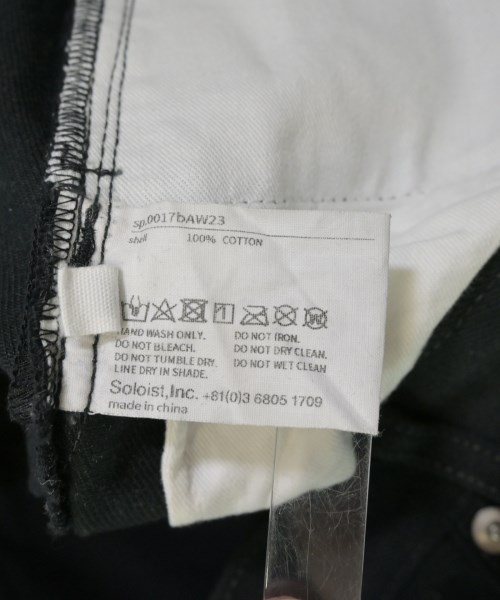 sp.0017bAW23
shell 100% COTTON
HAND WASH ONLY. DO NOT IRON.
DO NOT BLEACH. DO NOT DRY CLEAN.
DO NOT TUMBLE DRY. DO NOT WET CLEAN
LINE DRY IN SHADE.
Soloist,Inc. +81(0)3 6805 1709
made in china